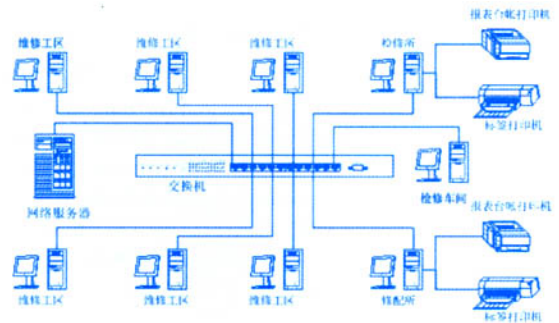 报表台帐打印机
维修工区
维修工区
维修工区
检修所
标签打印机
交换机
网络服务器
检修车间
报表台帐打印机
维修工区
维修工区
维修工区
修配所
标签打印机